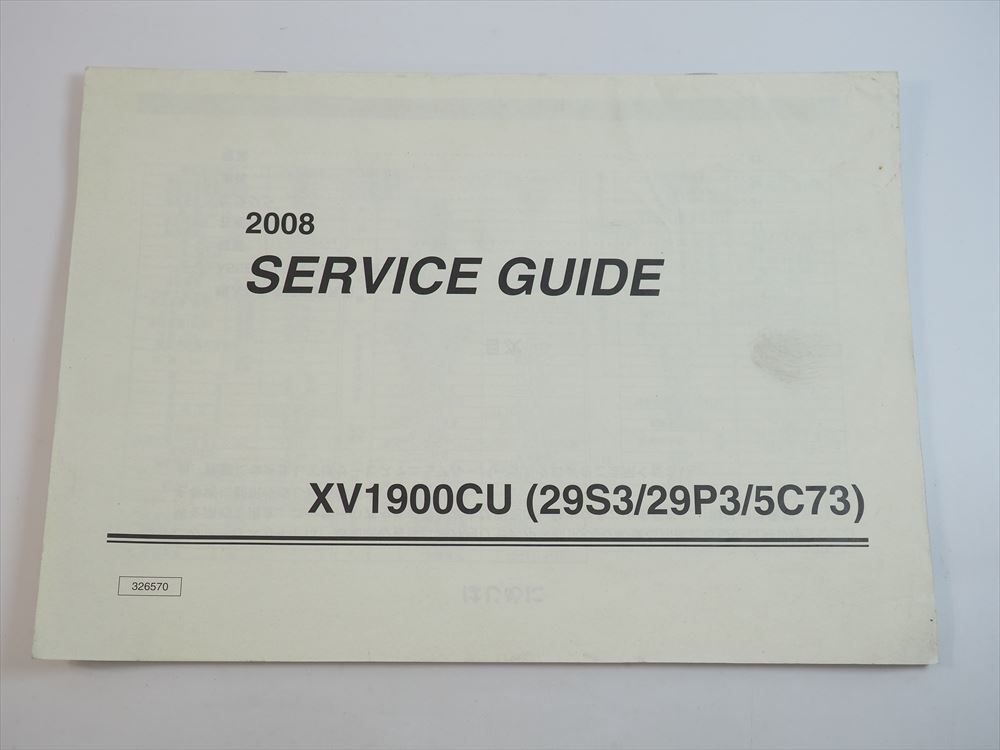 2008
SERVICE GUIDE
XV1900CU (29S3/29P3/5C73)
326570